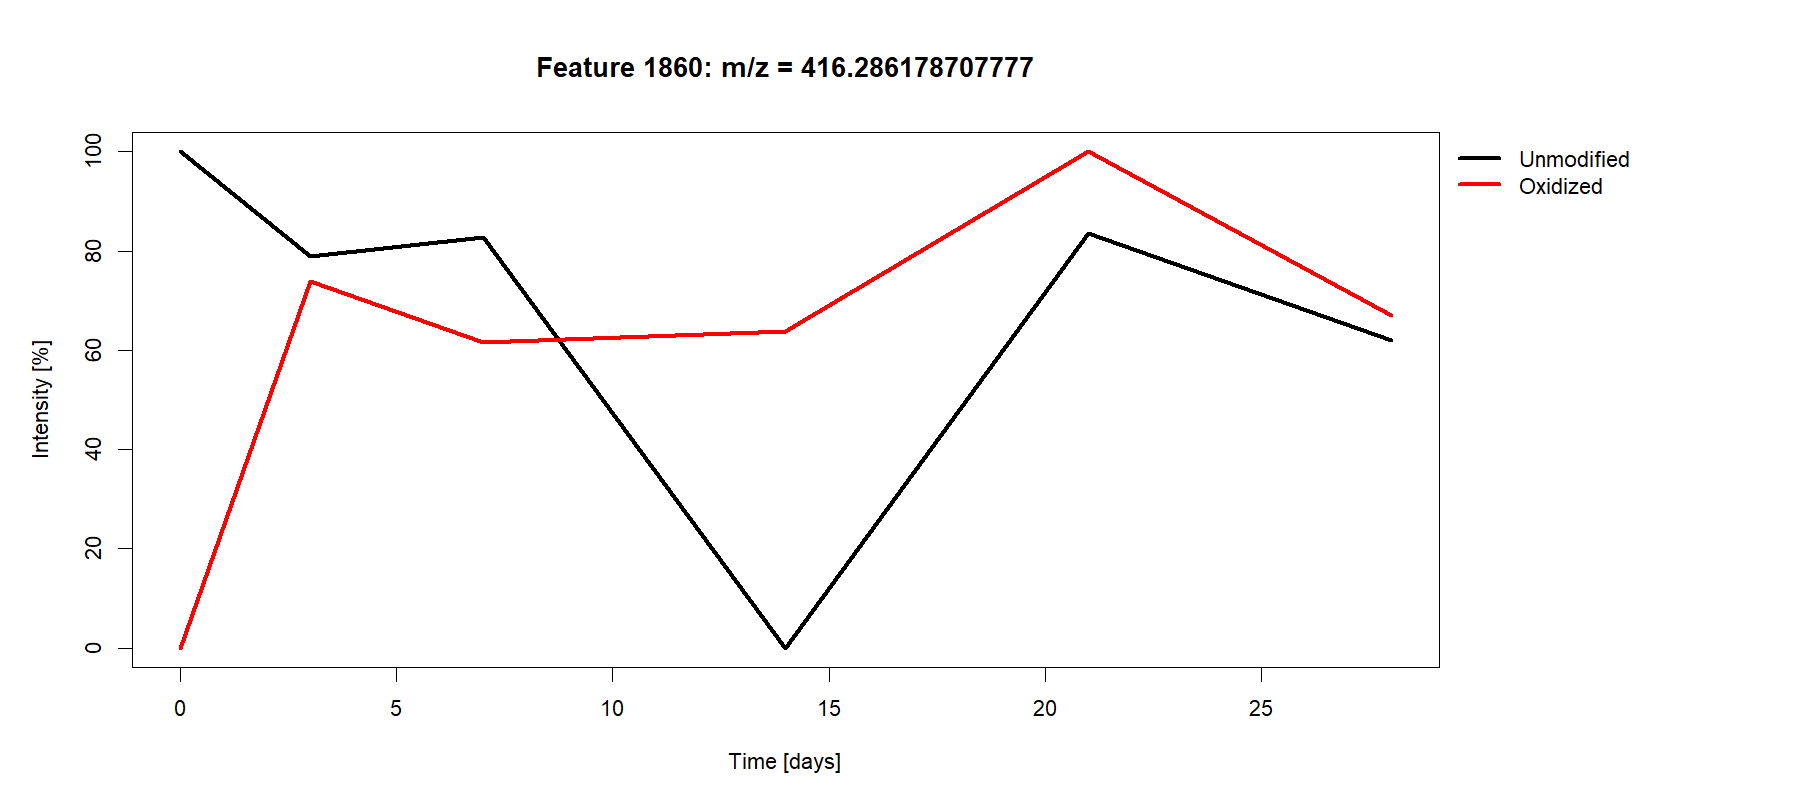 Feature 1860: m/z = 416.286178707777
Unmodified
Oxidized
Intensity [%]
100
80
60
40
20
0
0 5 10 15 20 25
Time [days]